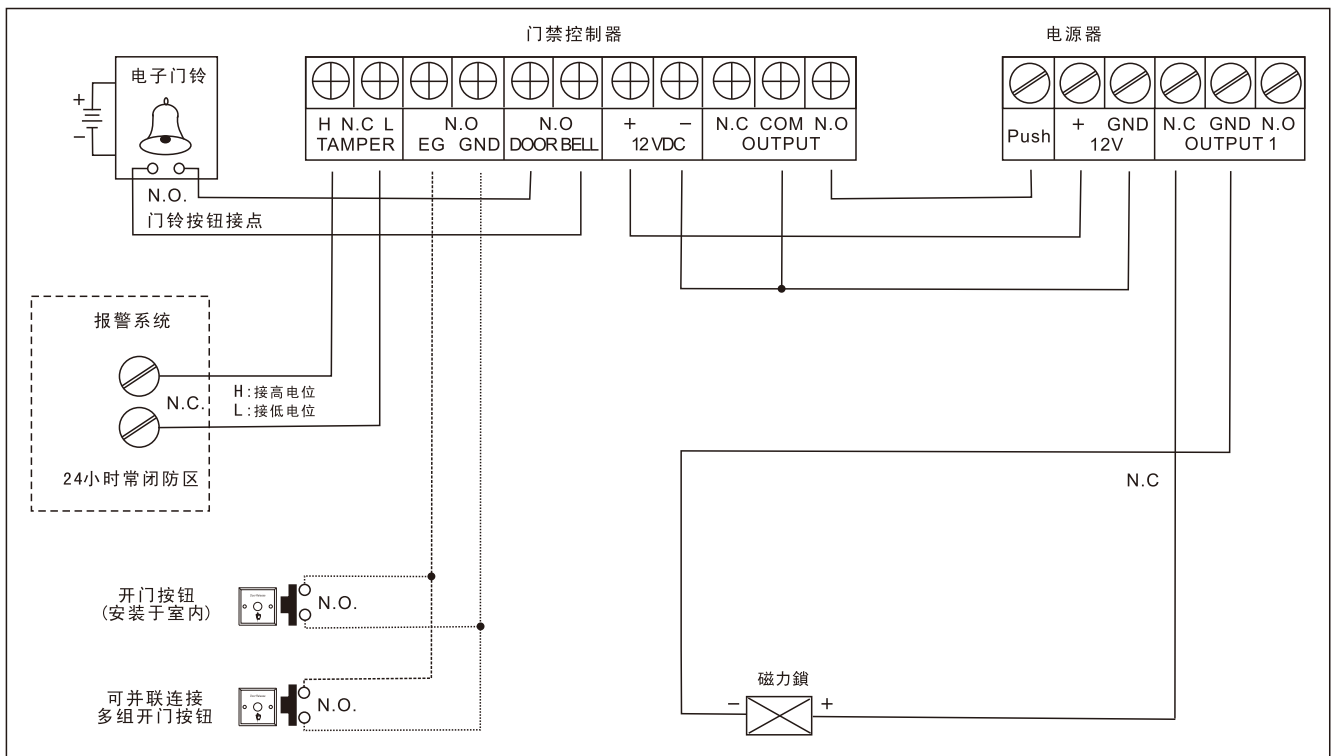 门禁控制器
电源器
电子门铃
+
−
H N.C L
TAMPER
N.O
EG GND
N.O
DOOR BELL
+ −
12VDC
N.C COM N.O
OUTPUT
Push
+ GND
12V
N.C GND N.O
OUTPUT 1
N.O.
门铃按钮接点
报警系统
N.C.
H:接高电位
L:接低电位
24小时常闭防区
N.C
开门按钮
(安装于室内)
N.O.
可并联连接
多组开门按钮
N.O.
磁力鎖
− +